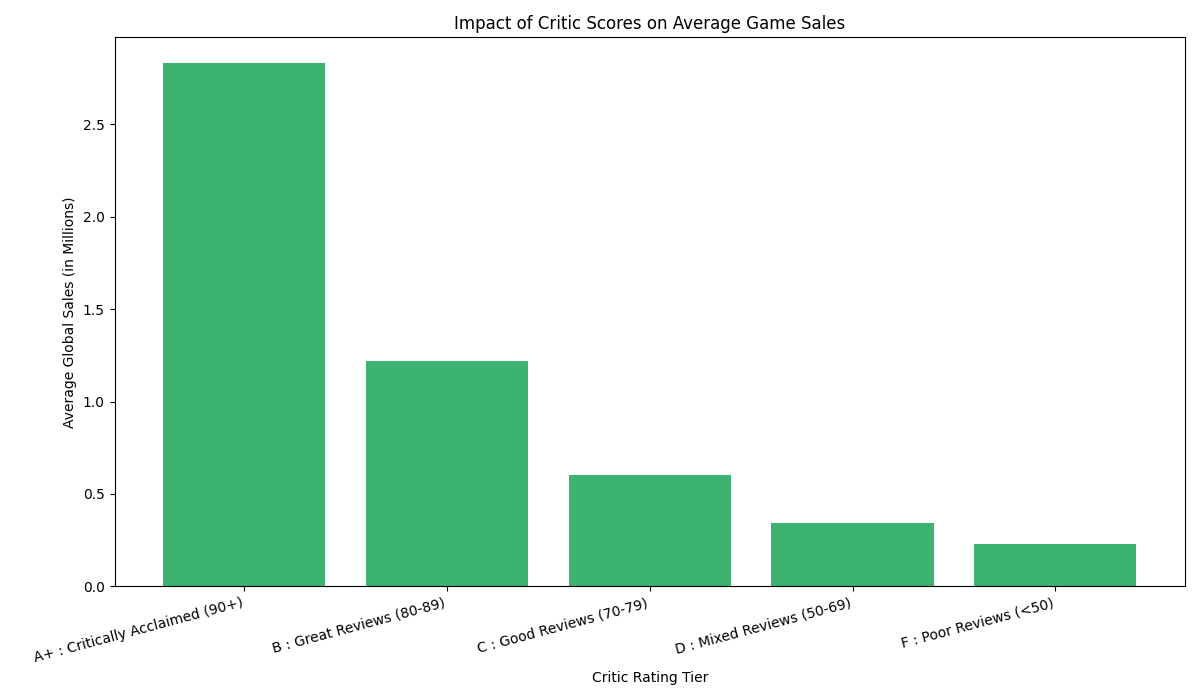 Impact of Critic Scores on Average Game Sales
Average Global Sales (in Millions)
2.5
2.0
1.5
1.0
0.5
0.0
A+ : Critically Acclaimed (90+)
B : Great Reviews (80-89)
C : Good Reviews (70-79)
D : Mixed Reviews (50-69)
F : Poor Reviews (<50)
Critic Rating Tier